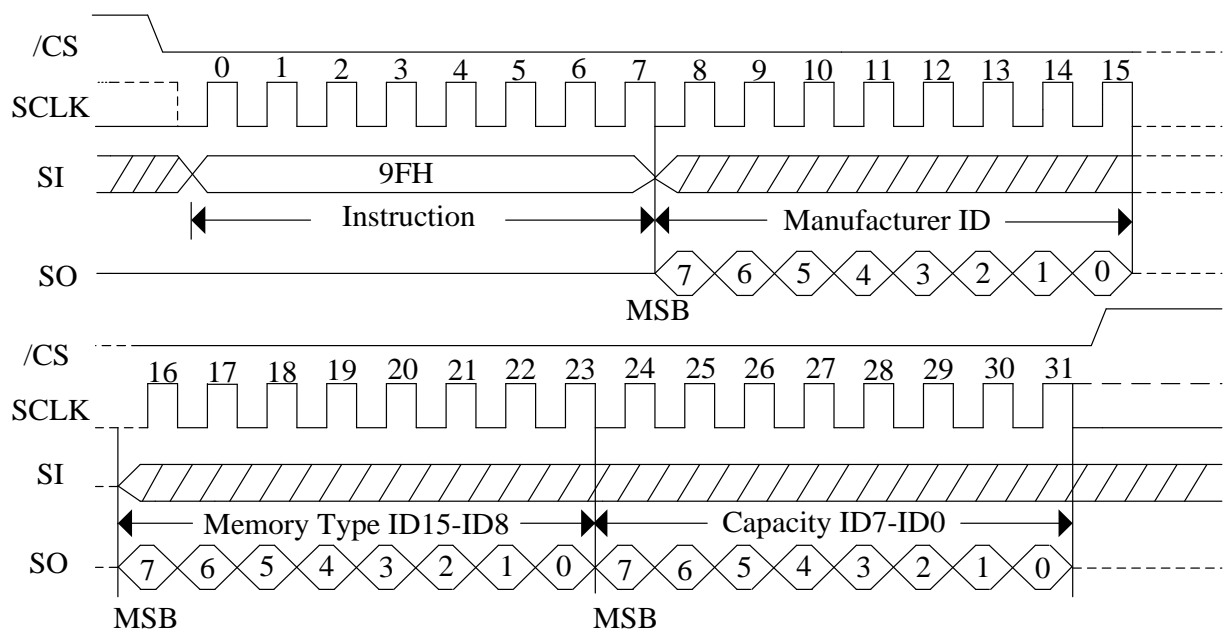 /CS
0 1 2 3 4 5 6 7 8 9 10 11 12 13 14 15
SCLK
SI 9FH
Instruction Manufacturer ID
SO 7 6 5 4 3 2 1 0
MSB
/CS
16 17 18 19 20 21 22 23 24 25 26 27 28 29 30 31
SCLK
SI
Memory Type ID15-ID8 Capacity ID7-ID0
SO 7 6 5 4 3 2 1 0 7 6 5 4 3 2 1 0
MSB MSB